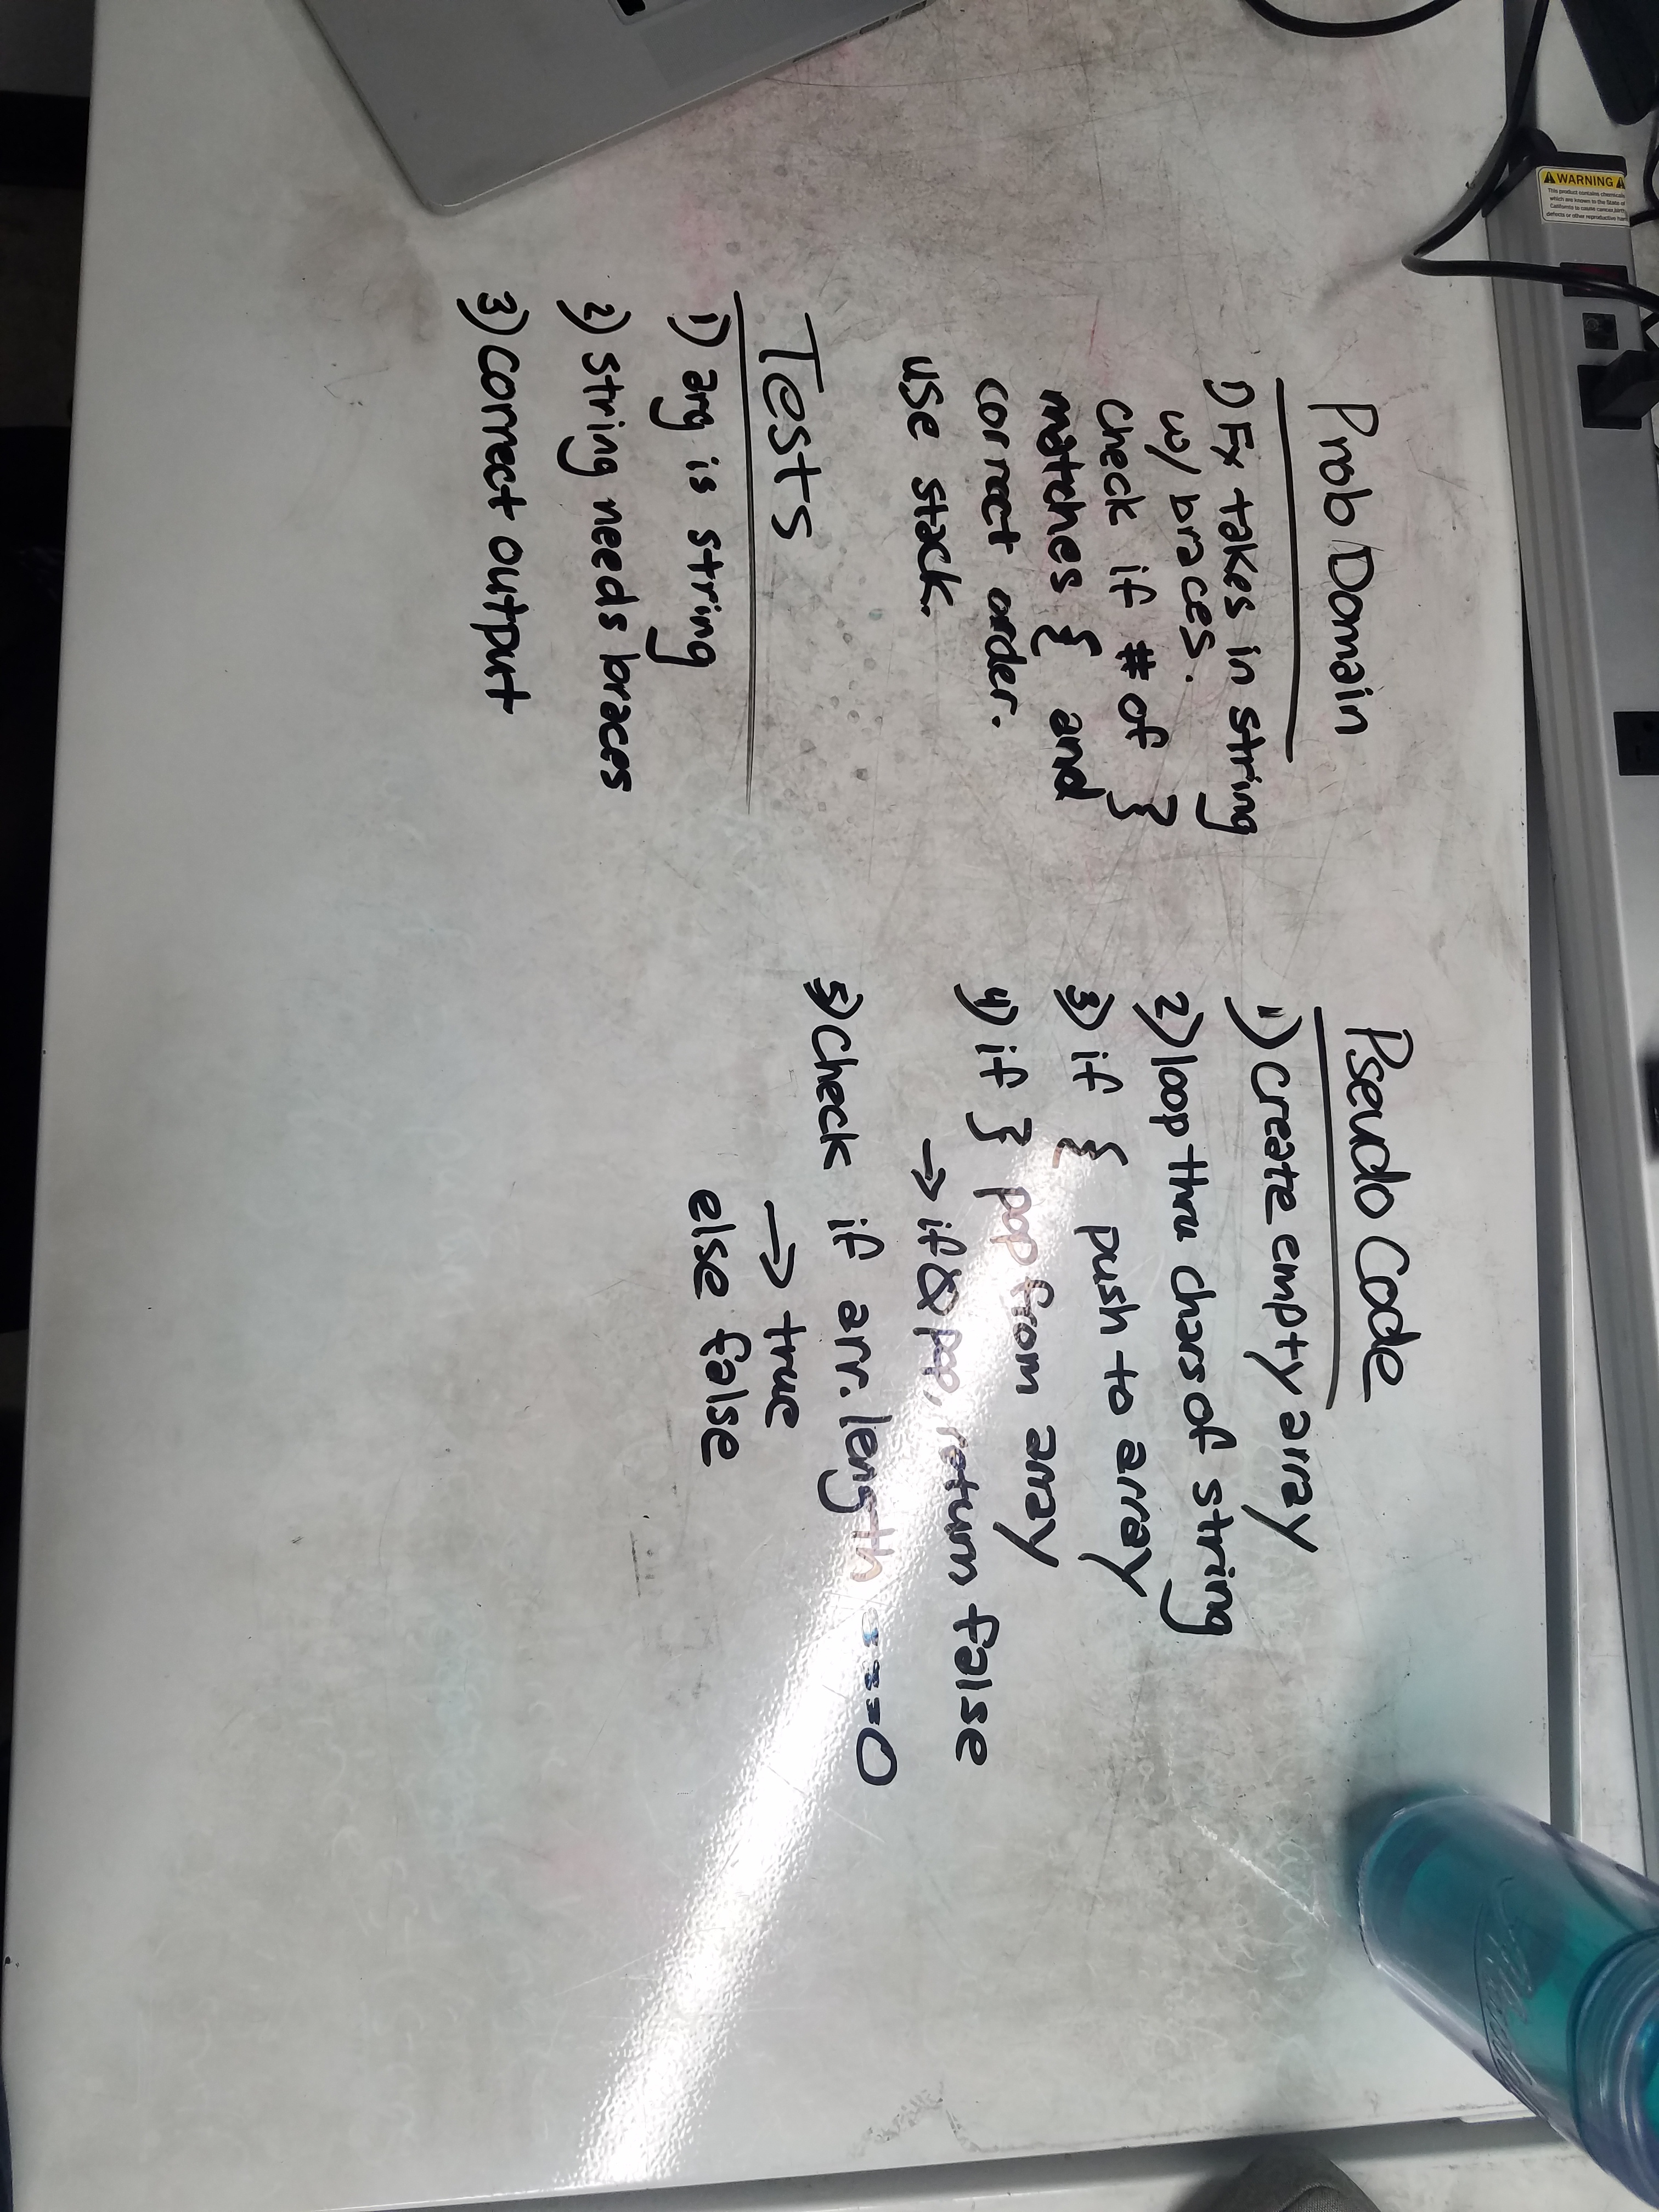 Prob Domain
1) Fx takes in string
w/ braces.
check if # of }
matches { and
correct order.
use stack.
Tests
1) arg is string
2) string needs braces
3) correct output
Pseudo Code
1) Create empty array
2) loop thru chars of string
3) if { push to array
4) if } pop from array
→ if pop, return false
5) Check if arr.length === 0
→ true
else false
WARNING
This product contains chemicals
which are known to the State of
California to cause cancer, birth
defects or other reproductive harm